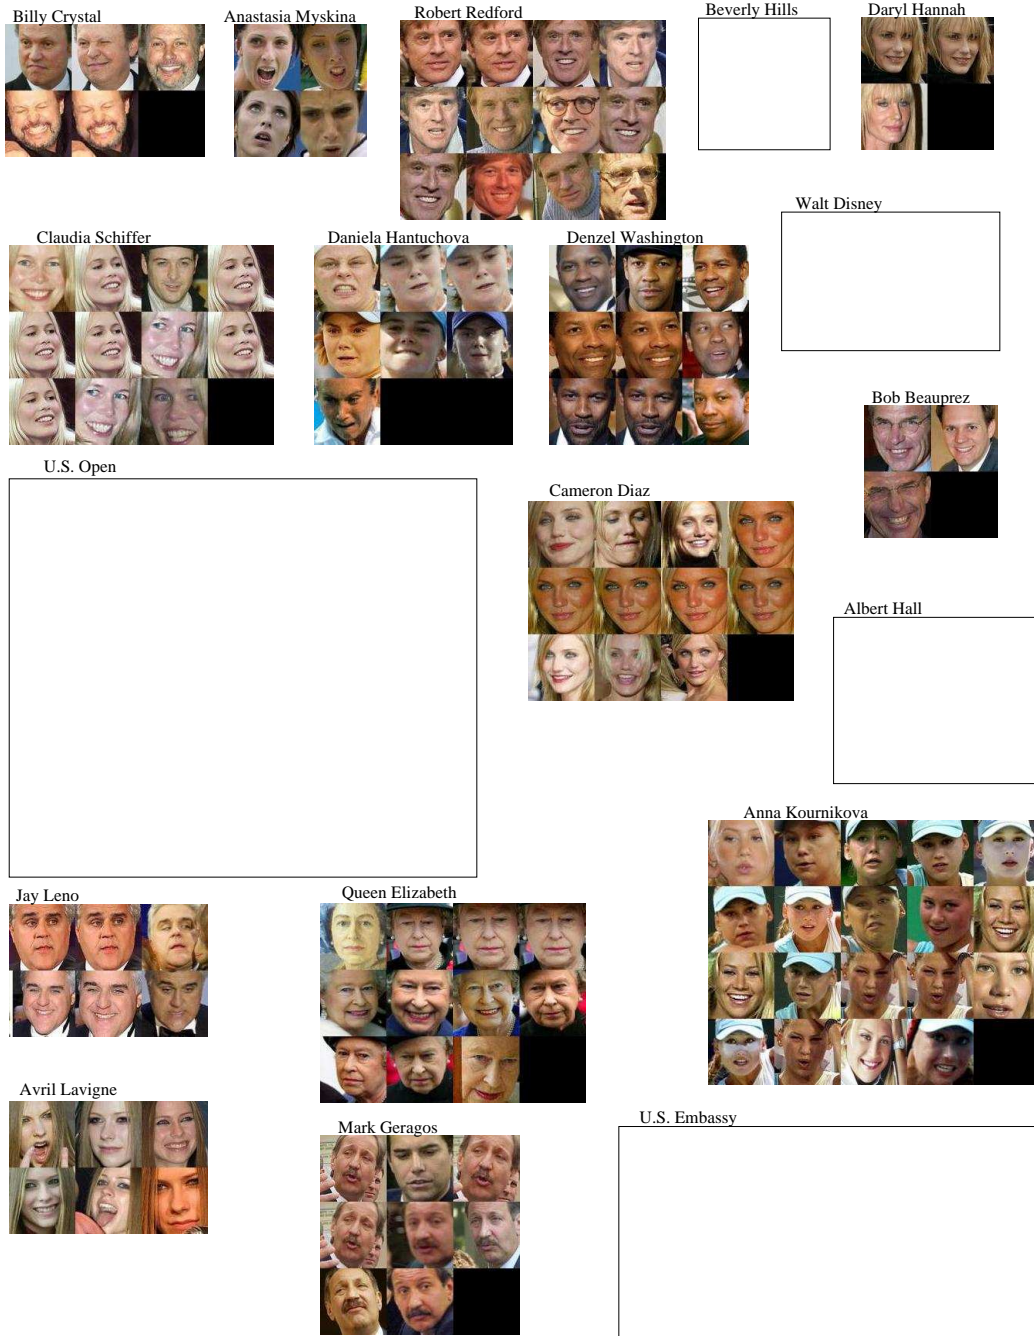 Billy Crystal
Anastasia Myskina
Robert Redford
Beverly Hills
Daryl Hannah
Walt Disney
Claudia Schiffer
Daniela Hantuchova
Denzel Washington
Bob Beauprez
U.S. Open
Cameron Diaz
Albert Hall
Anna Kournikova
Jay Leno
Queen Elizabeth
Avril Lavigne
Mark Geragos
U.S. Embassy